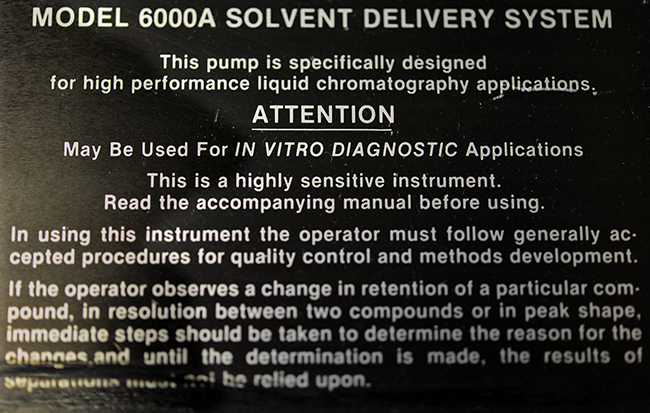 MODEL 6000A SOLVENT DELIVERY SYSTEM
This pump is specifically designed
for high performance liquid chromatography applications.
ATTENTION
May Be Used For IN VITRO DIAGNOSTIC Applications
This is a highly sensitive instrument.
Read the accompanying manual before using.
In using this instrument the operator must follow generally ac-
cepted procedures for quality control and methods development.
If the operator observes a change in retention of a particular com-
pound, in resolution between two compounds or in peak shape,
immediate steps should be taken to determine the reason for the
changes,and until the determination is made, the results of
separations must not be relied upon.